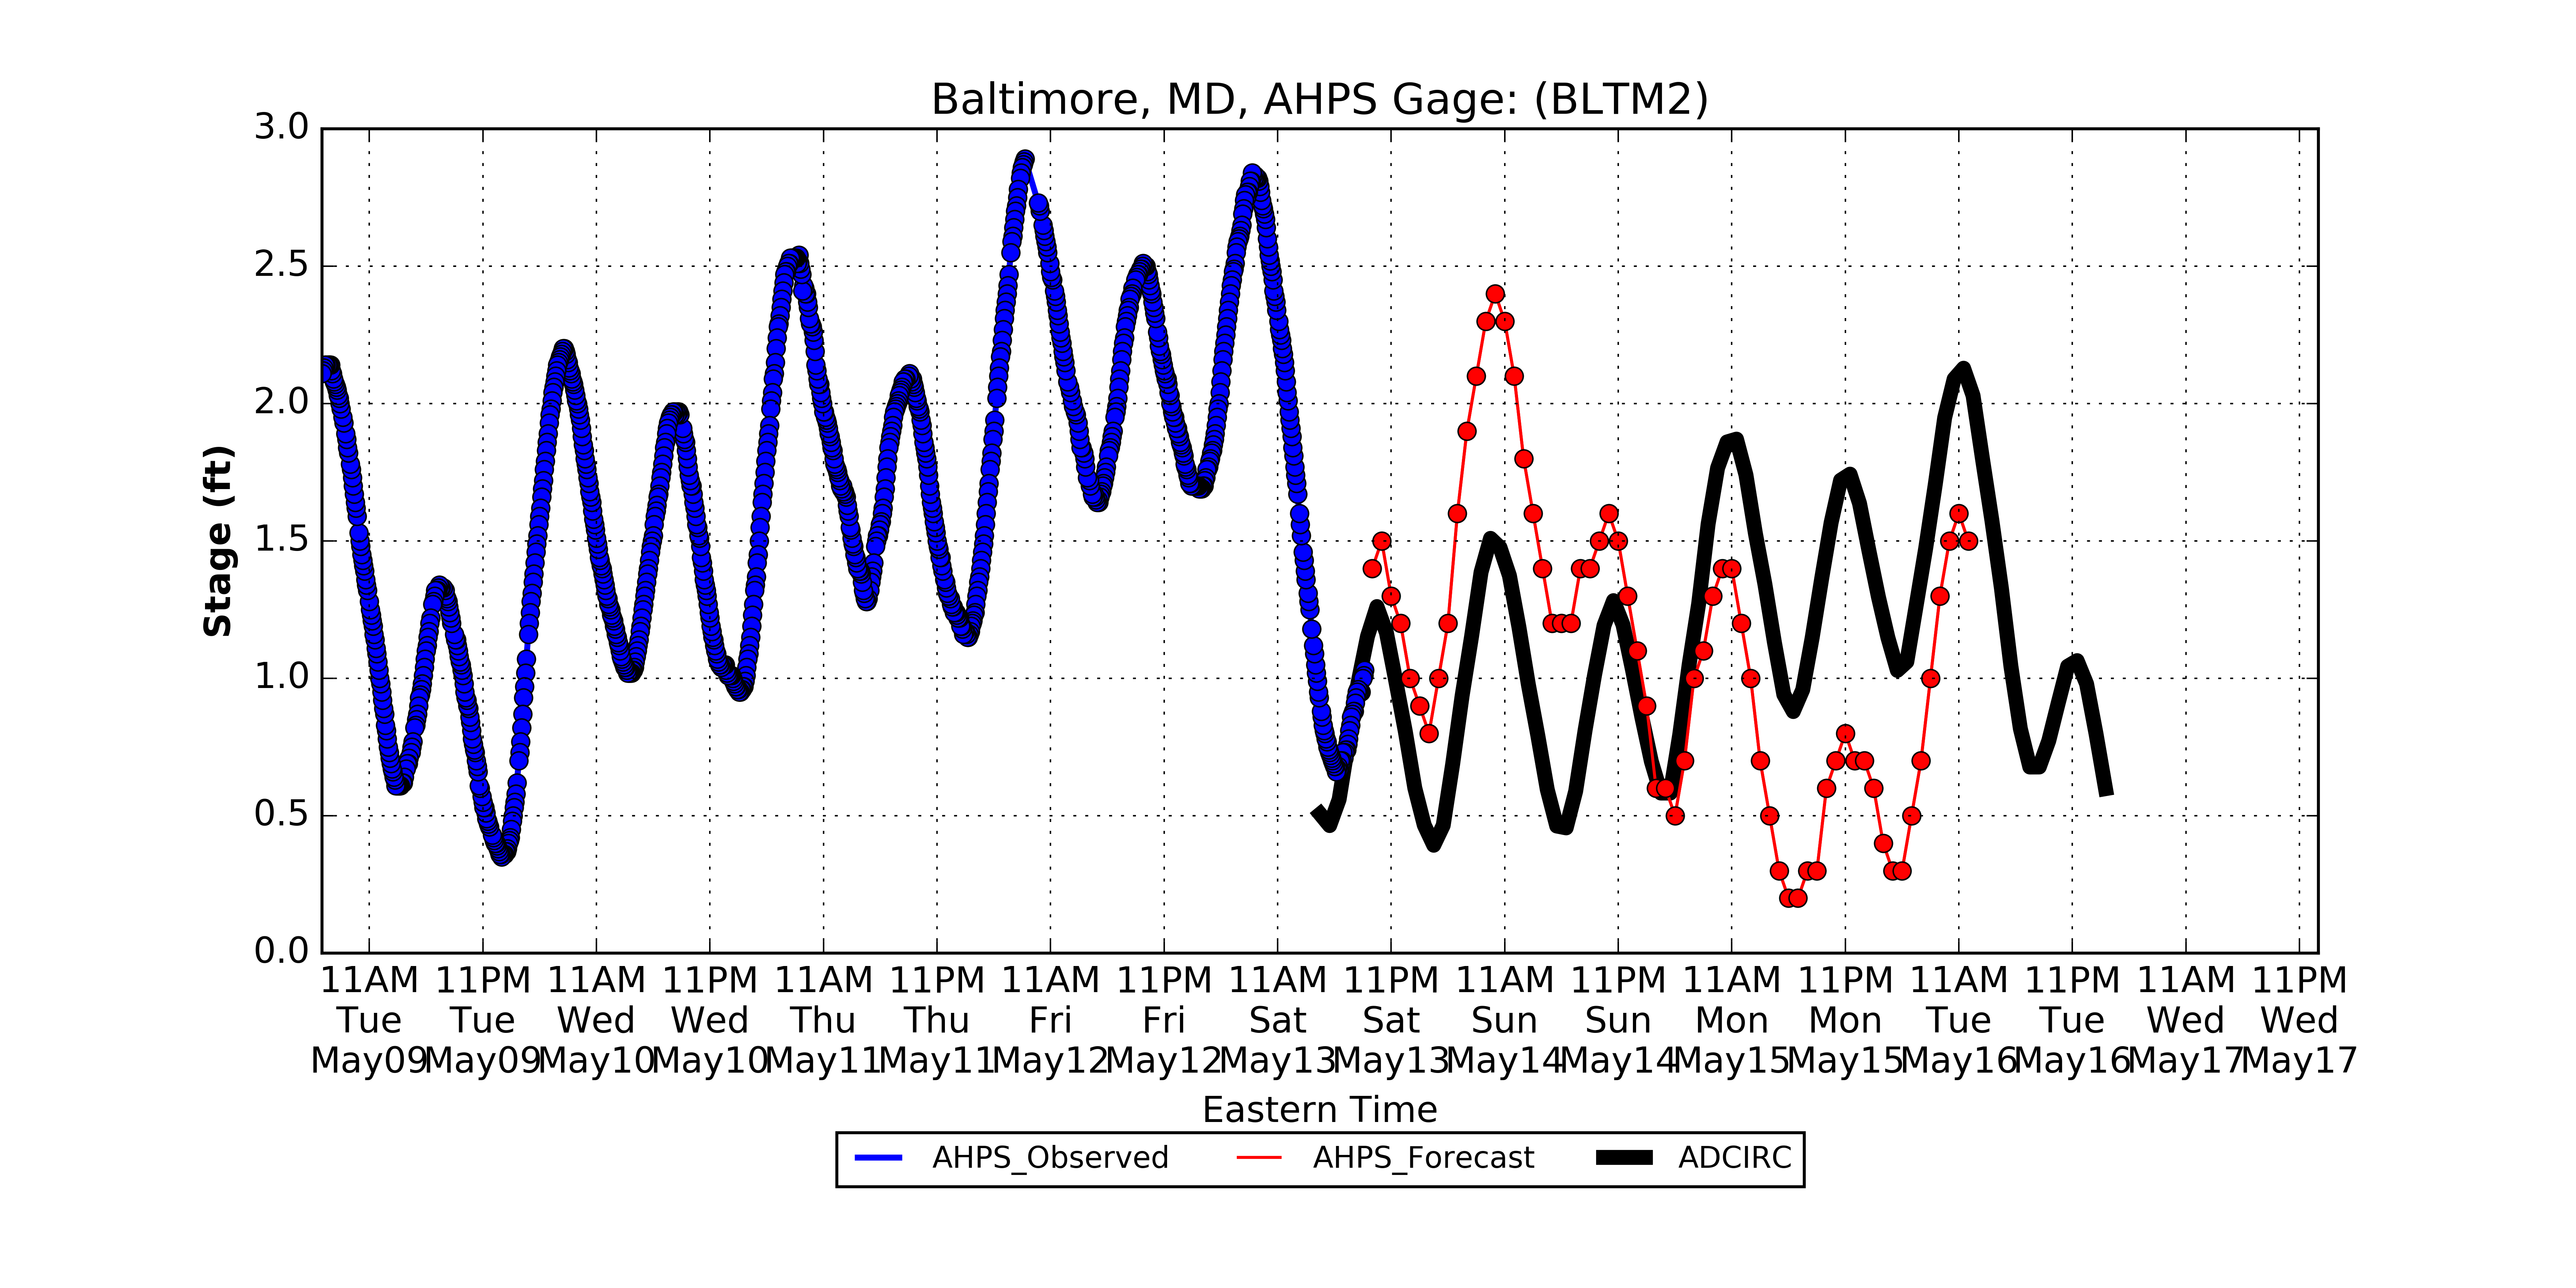 Baltimore, MD, AHPS Gage: (BLTM2)
Stage (ft)
3.0
2.5
2.0
1.5
1.0
0.5
0.0
11AM 11PM 11AM 11PM 11AM 11PM 11AM 11PM 11AM 11PM 11AM 11PM 11AM 11PM 11AM 11PM 11AM 11PM
Tue Tue Wed Wed Thu Thu Fri Fri Sat Sat Sun Sun Mon Mon Tue Tue Wed Wed
May09 May09 May10 May10 May11 May11 May12 May12 May13 May13 May14 May14 May15 May15 May16 May16 May17 May17
Eastern Time
AHPS_Observed AHPS_Forecast ADCIRC